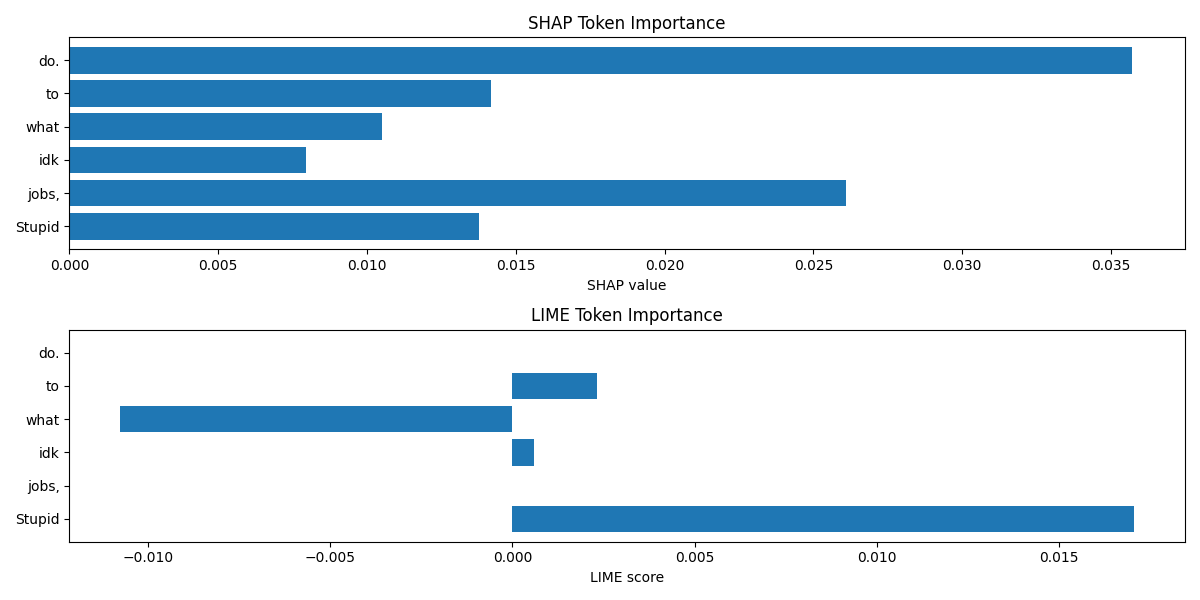 SHAP Token Importance
do.
to
what
idk
jobs,
Stupid
0.000 0.005 0.010 0.015 0.020 0.025 0.030 0.035
SHAP value
LIME Token Importance
do.
to
what
idk
jobs,
Stupid
−0.010 −0.005 0.000 0.005 0.010 0.015
LIME score